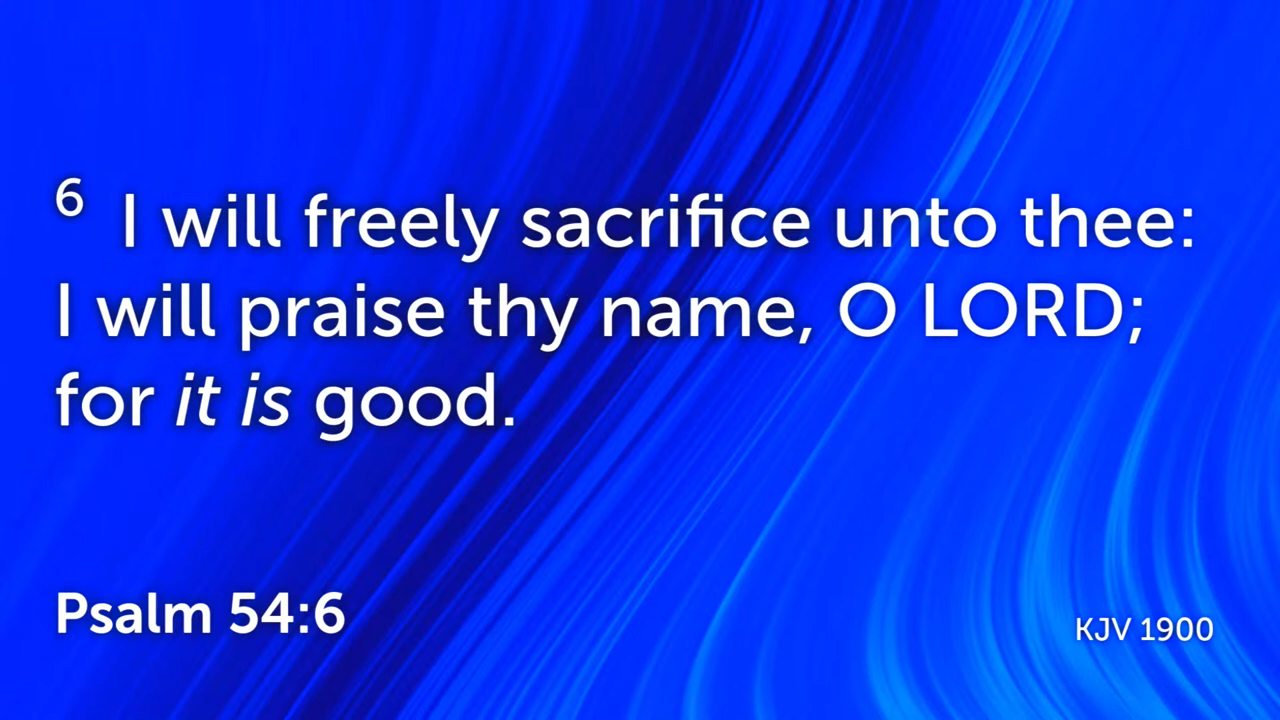 6 I will freely sacrifice unto thee:
I will praise thy name, O LORD;
for it is good.
Psalm 54:6
KJV 1900